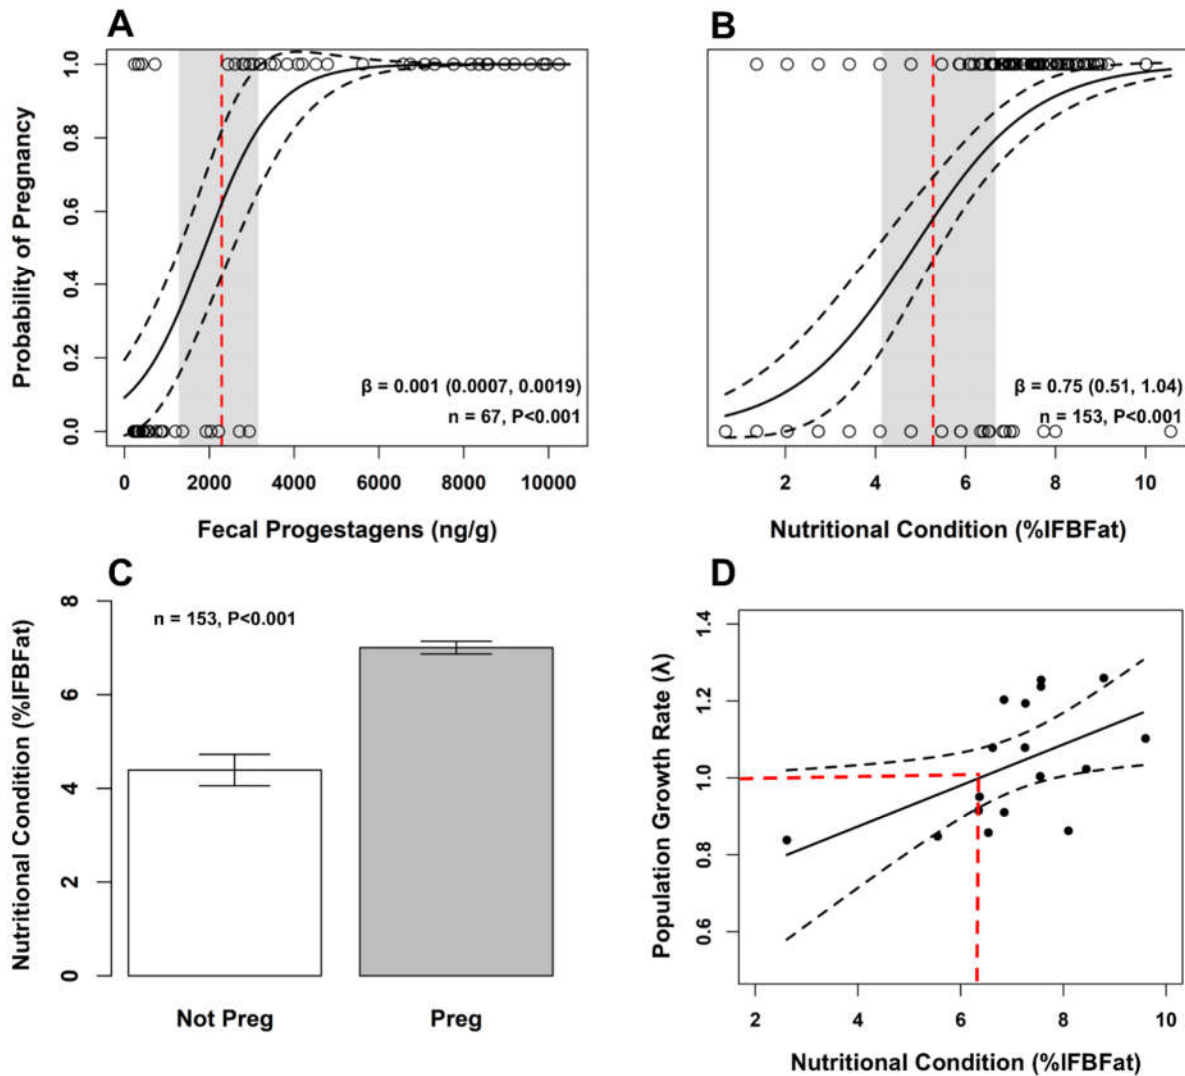 A
Probability of Pregnancy
1.0
0.8
0.6
0.4
0.2
0.0
β = 0.001 (0.0007, 0.0019)
n = 67, P<0.001
0 2000 4000 6000 8000 10000
Fecal Progestagens (ng/g)
B
β = 0.75 (0.51, 1.04)
n = 153, P<0.001
2 4 6 8 10
Nutritional Condition (%IFBFat)
C
Nutritional Condition (%IFBFat)
8
6
4
2
0
n = 153, P<0.001
Not Preg Preg
D
Population Growth Rate (λ)
1.4
1.2
1.0
0.8
0.6
2 4 6 8 10
Nutritional Condition (%IFBFat)